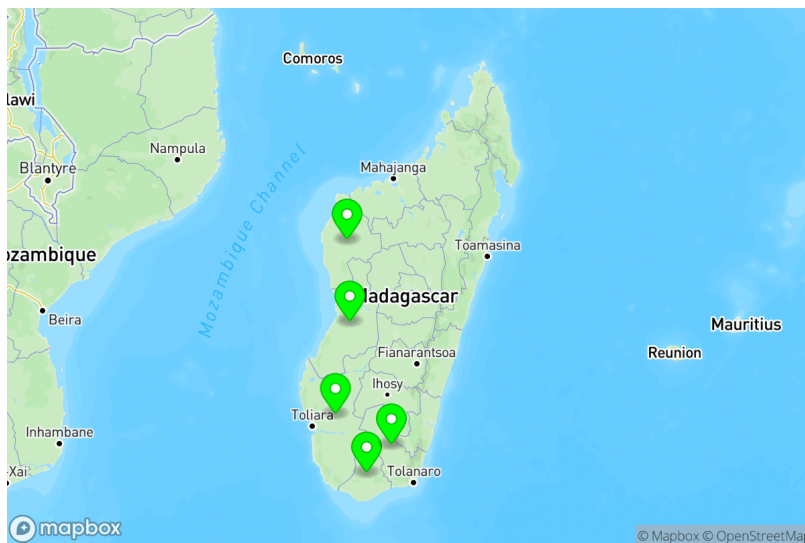 Comoros
lawi
Nampula
Blantyre
Mahajanga
Mozambique Channel
Toamasina
ozambique
Madagascar
Beira
Mauritius
Fianarantsoa
Reunion
Ihosy
Toliara
Inhambane
-Xai
Tolanaro
mapbox
© Mapbox © OpenStreetMap